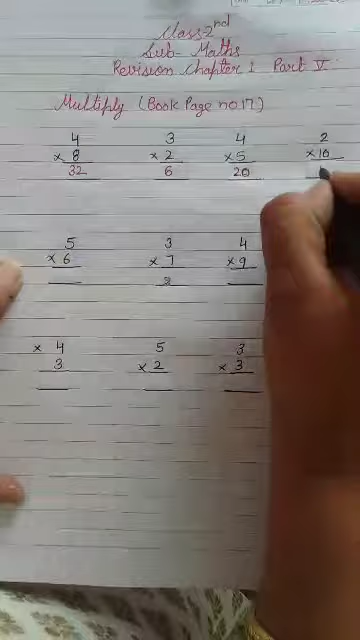 Class-2nd
Sub- Maths
Revision Chapter 1 Part V
Multiply (Book Page no.17)
4 3 4 2
× 8 × 2 × 5 × 10
32 6 20
5 3 4
× 6 × 7 × 9
× 4 5 3
3 × 2 × 3